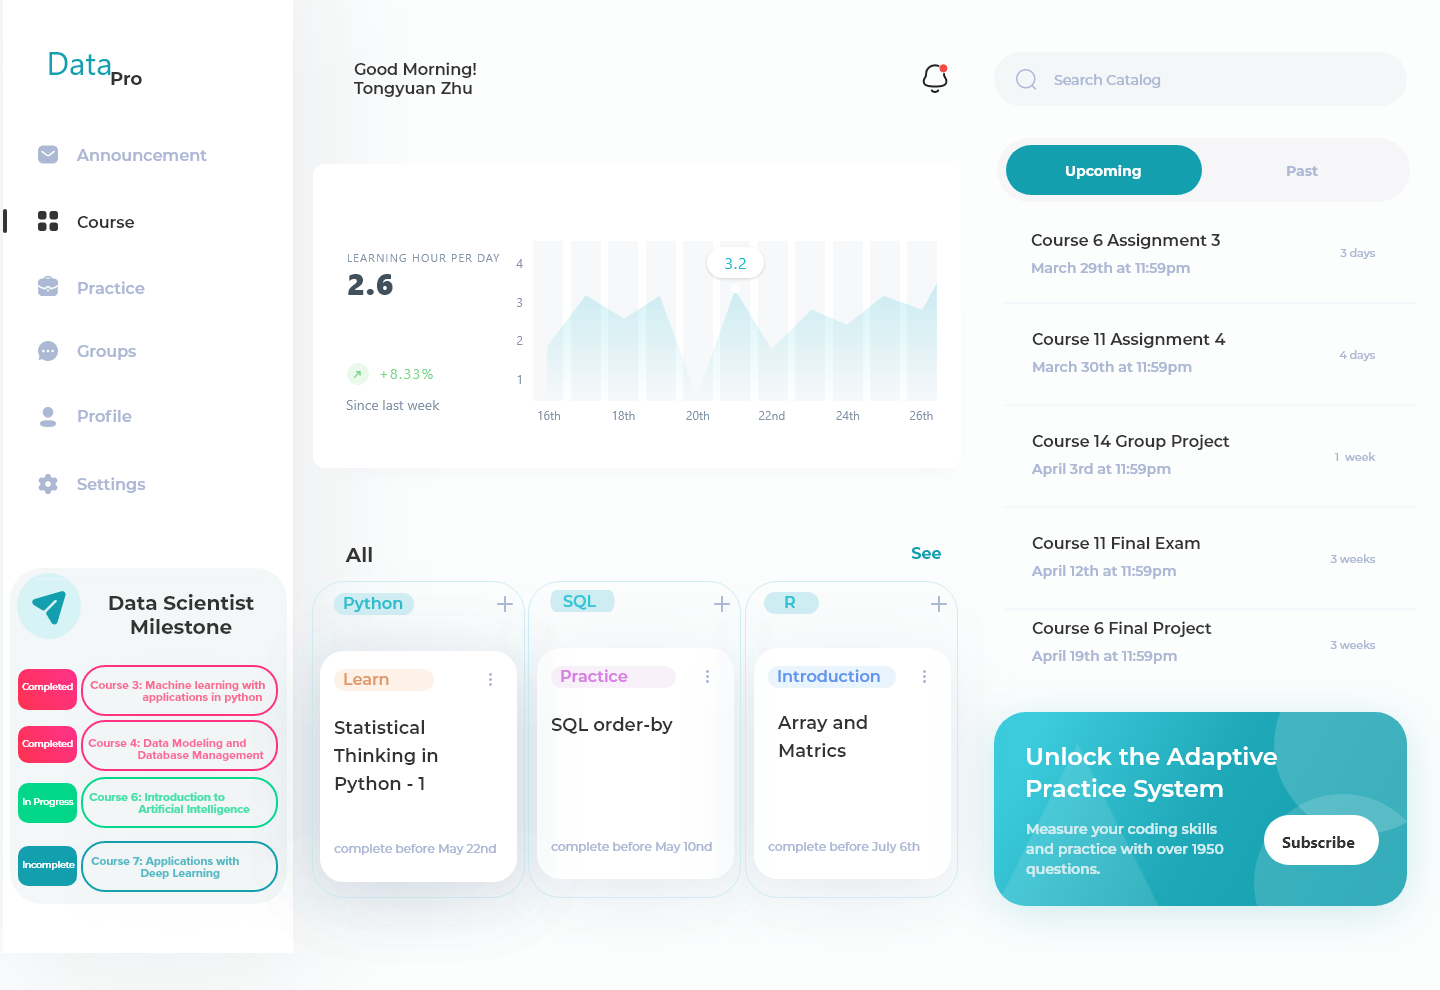 Data
Pro
Announcement
Course
Practice
Groups
Profile
Settings
Data Scientist
Milestone
Completed
Course 3: Machine learning with
applications in python
Completed
Course 4: Data Modeling and
Database Management
In Progress
Course 6: Introduction to
Artificial Intelligence
Incomplete
Course 7: Applications with
Deep Learning
Good Morning!
Tongyuan Zhu
LEARNING HOUR PER DAY
2.6
+8.33%
Since last week
4
3
2
1
3.2
16th
18th
20th
22nd
24th
26th
All
See
Python
Learn
Statistical
Thinking in
Python - 1
complete before May 22nd
SQL
Practice
SQL order-by
complete before May 10nd
R
Introduction
Array and
Matrics
complete before July 6th
Search Catalog
Upcoming
Past
Course 6 Assignment 3
March 29th at 11:59pm
3 days
Course 11 Assignment 4
March 30th at 11:59pm
4 days
Course 14 Group Project
April 3rd at 11:59pm
1 week
Course 11 Final Exam
April 12th at 11:59pm
3 weeks
Course 6 Final Project
April 19th at 11:59pm
3 weeks
Unlock the Adaptive
Practice System
Measure your coding skills
and practice with over 1950
questions.
Subscribe